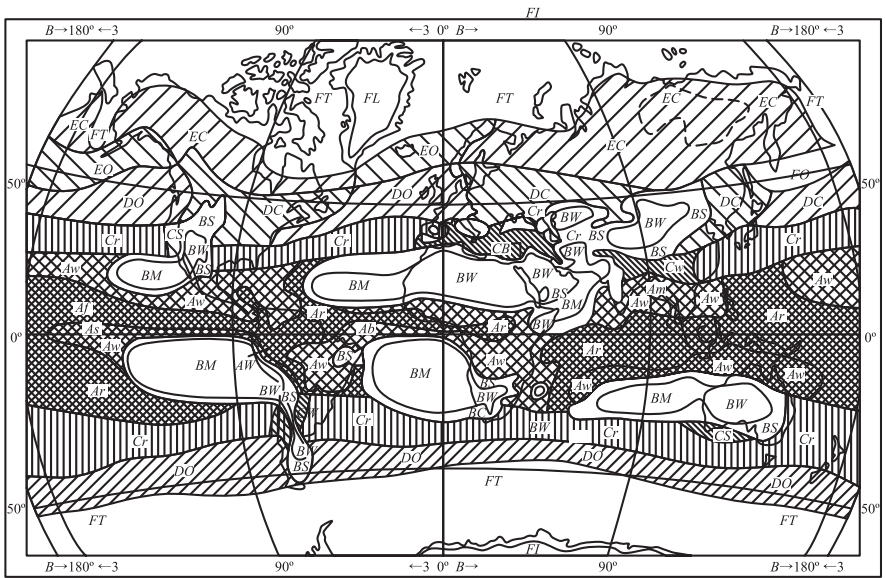 FI
B→180° ←3 90° ←3 0° B→ 90° B→180° ←3
FT FL FT EC EC FT
EC FT EC EC
EO EO FO
50° DO DC DO DC DC DC 50°
BS Cr BW BW
Cr CS BW Cr CB Cr BS BS Cr
Aw BM BS BM BW BW BW Cw Aw
Aw BS BM Aw Am Aw
Af Ar Ab Ar BW Ar
As
0° 0°
Aw BM AW Aw BS BM Aw Ar Aw Aw
Ar BW BS BW Aw BM BW
BC
Cr W Cr BW Cr CS BS Cr
BW
DO BS DO DO DO
50° FT 50°
FT FT
FI
B→180° ←3 90° ←3 0° B→ 90° B→180° ←3